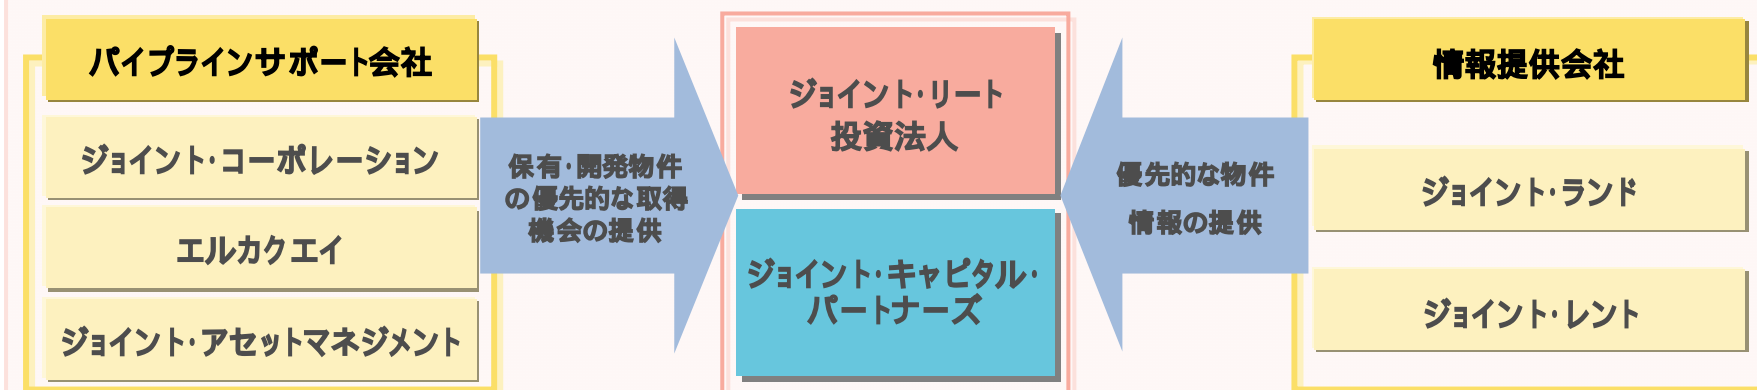 パイプラインサポート会社
ジョイント・コーポレーション
エルカクエイ
ジョイント・アセットマネジメント
保有・開発物件
の優先的な取得
機会の提供
ジョイント・リート
投資法人
ジョイント・キャピタル・
パートナーズ
優先的な物件
情報の提供
情報提供会社
ジョイント・ランド
ジョイント・レント